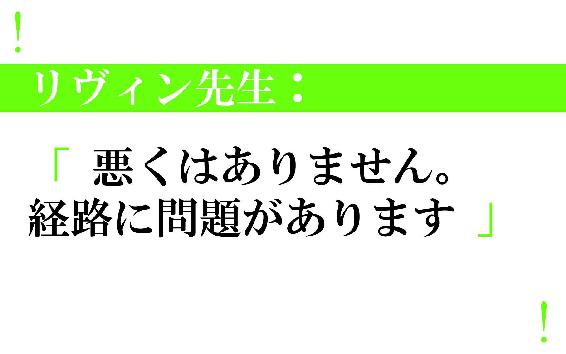 !
リヴィン先生：
「 悪くはありません。
経路に問題があります 」
!